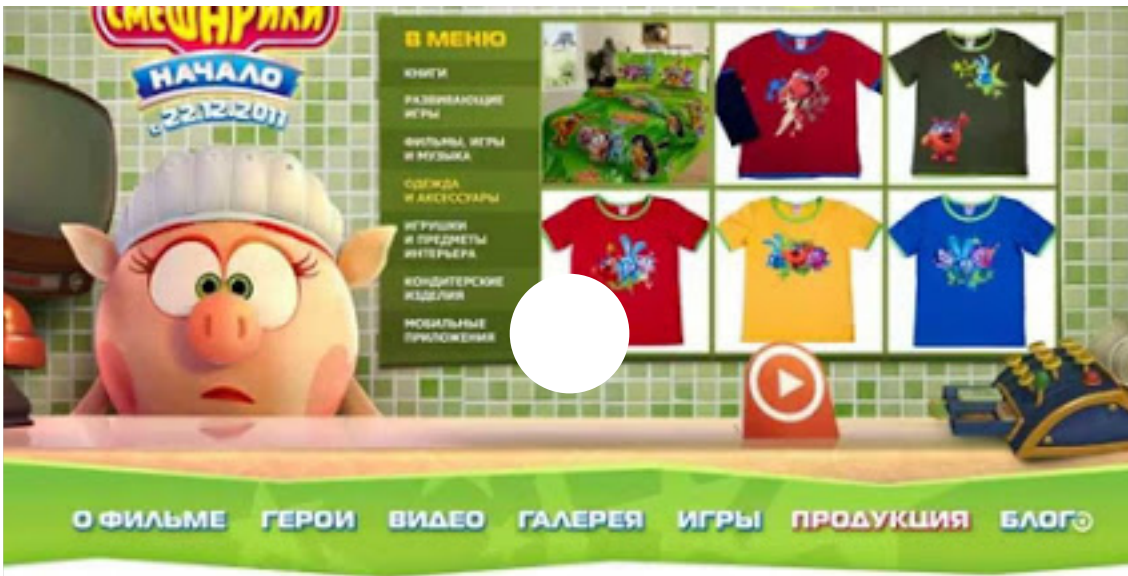 СМЕШАРИКИ
НАЧАЛО
с 22.12.2011
В МЕНЮ
КНИГИ
РАЗВИВАЮЩИЕ
ИГРЫ
ФИЛЬМЫ, ИГРЫ
И МУЗЫКА
ОДЕЖДА
И АКСЕССУАРЫ
ИГРУШКИ
И ПРЕДМЕТЫ
ИНТЕРЬЕРА
КОНДИТЕРСКИЕ
ИЗДЕЛИЯ
МОБИЛЬНЫЕ
ПРИЛОЖЕНИЯ
О ФИЛЬМЕ ГЕРОИ ВИДЕО ГАЛЕРЕЯ ИГРЫ ПРОДУКЦИЯ БЛОГ